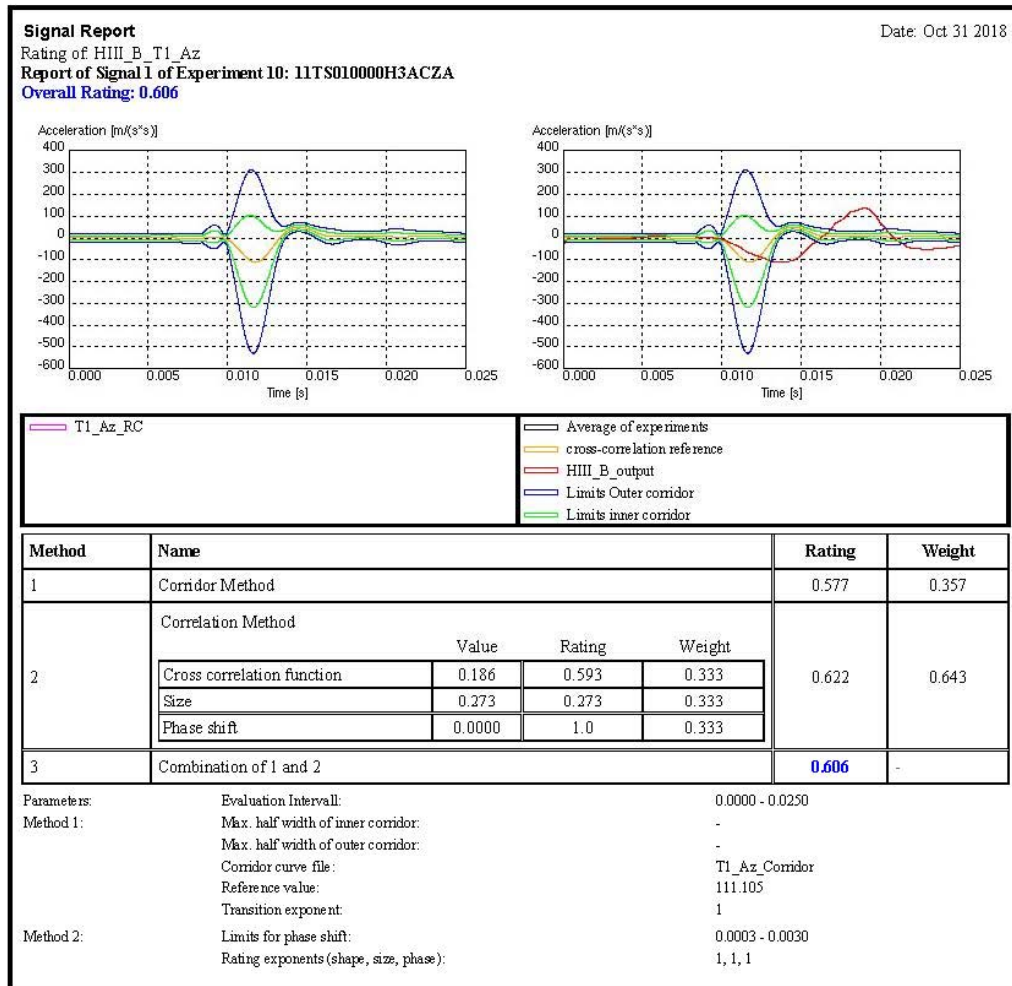 Signal Report
Date: Oct 31 2018
Rating of HIII_B_T1_Az
Report of Signal 1 of Experiment 10: 11TS010000H3ACZA
Overall Rating: 0.606
Acceleration [m/(s*s)]
400
300
200
100
0
-100
-200
-300
-400
-500
-600
0.000 0.005 0.010 0.015 0.020 0.025
Time [s]
Acceleration [m/(s*s)]
400
300
200
100
0
-100
-200
-300
-400
-500
-600
0.000 0.005 0.010 0.015 0.020 0.025
Time [s]
T1_Az_RC
Average of experiments
cross-correlation reference
HIII_B_output
Limits Outer corridor
Limits inner corridor
Method Name Rating Weight
1 Corridor Method 0.577 0.357
Correlation Method
Value Rating Weight
Cross correlation function 0.186 0.593 0.333
2 0.622 0.643
Size 0.273 0.273 0.333
Phase shift 0.0000 1.0 0.333
3 Combination of 1 and 2 0.606 -
Parameters: Evaluation Intervall: 0.0000 - 0.0250
Method 1: Max. half width of inner corridor: -
Max. half width of outer corridor: -
Corridor curve file: T1_Az_Corridor
Reference value: 111.105
Transition exponent: 1
Method 2: Limits for phase shift: 0.0003 - 0.0030
Rating exponents (shape, size, phase): 1, 1, 1